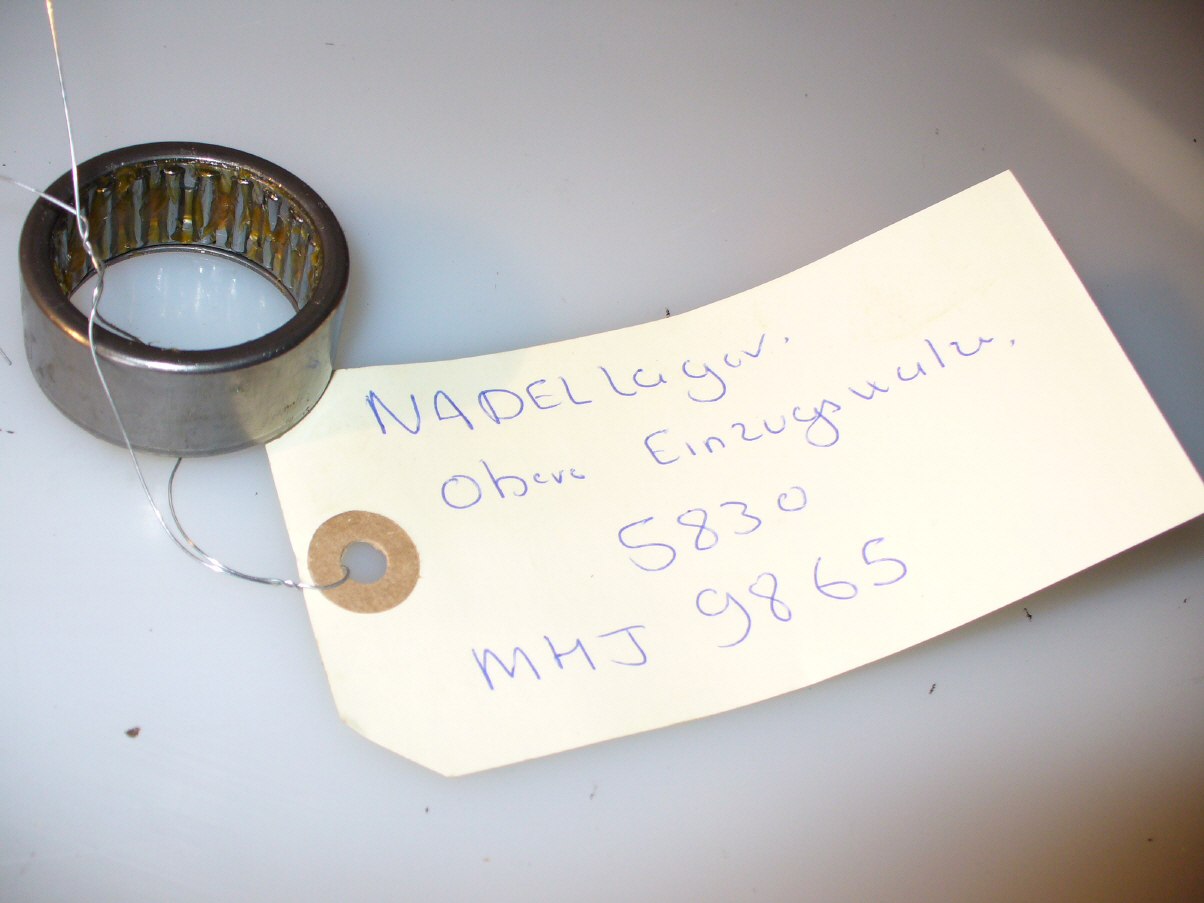 NADELlager.
Obere Einzugswalze.
5830
MHJ 9865